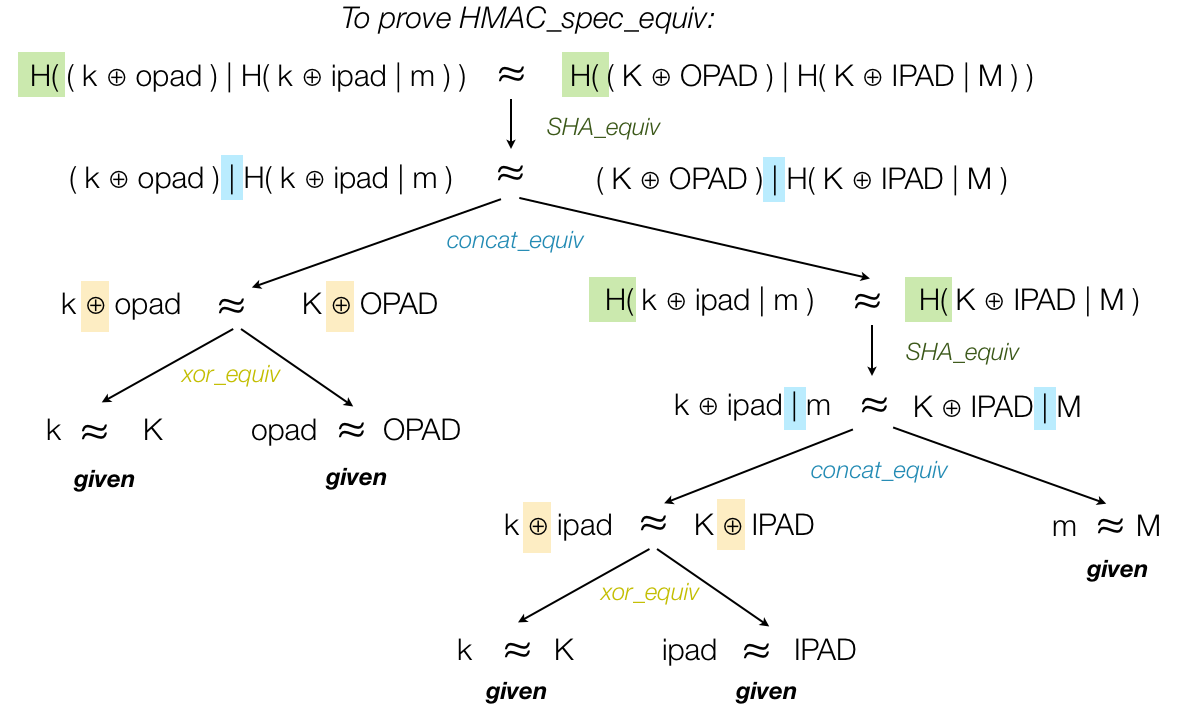 To prove HMAC_spec_equiv:
H( ( k ⊕ opad ) | H( k ⊕ ipad | m ) ) ≈ H( ( K ⊕ OPAD ) | H( K ⊕ IPAD | M ) )
SHA_equiv
( k ⊕ opad ) | H( k ⊕ ipad | m ) ≈ ( K ⊕ OPAD ) | H( K ⊕ IPAD | M )
concat_equiv
k ⊕ opad ≈ K ⊕ OPAD
H( k ⊕ ipad | m ) ≈ H( K ⊕ IPAD | M )
xor_equiv
SHA_equiv
k ≈ K
opad ≈ OPAD
k ⊕ ipad | m ≈ K ⊕ IPAD | M
given
given
concat_equiv
k ⊕ ipad ≈ K ⊕ IPAD
m ≈ M
given
xor_equiv
k ≈ K
ipad ≈ IPAD
given
given